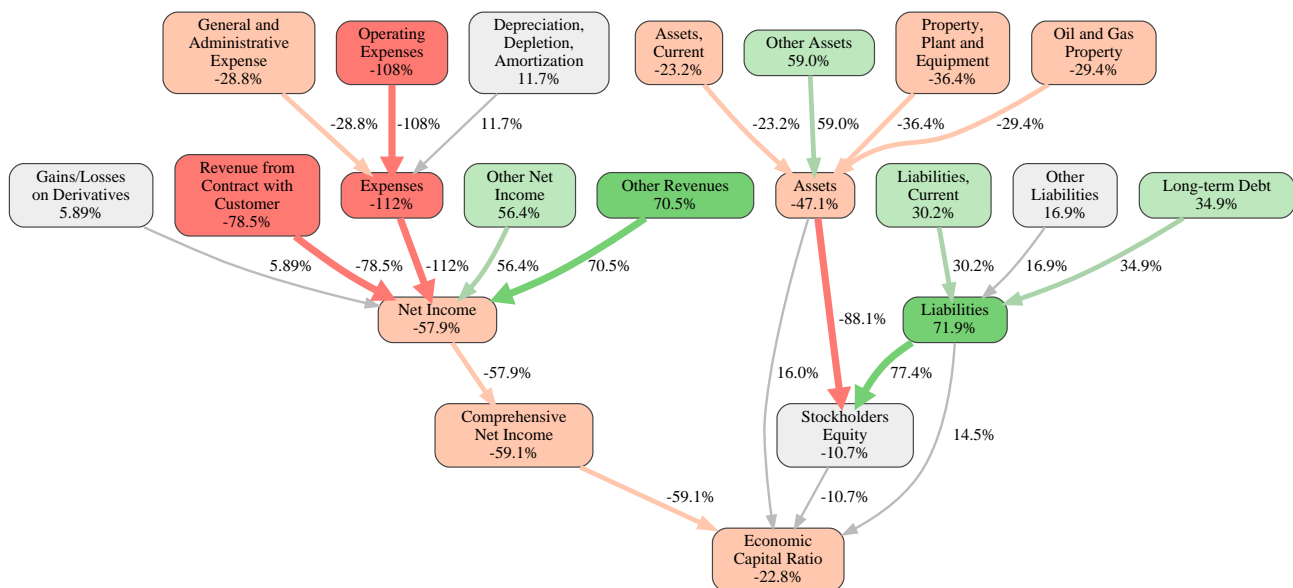 General and
Administrative
Expense
-28.8%
Operating
Expenses
-108%
Depreciation,
Depletion,
Amortization
11.7%
Assets,
Current
-23.2%
Other Assets
59.0%
Property,
Plant and
Equipment
-36.4%
Oil and Gas
Property
-29.4%
-28.8%
-108%
11.7%
-23.2%
59.0%
-36.4%
-29.4%
Gains/Losses
on Derivatives
5.89%
Revenue from
Contract with
Customer
-78.5%
Expenses
-112%
Other Net
Income
56.4%
Other Revenues
70.5%
Assets
-47.1%
Liabilities,
Current
30.2%
Other
Liabilities
16.9%
Long-term Debt
34.9%
5.89%
-78.5%
-112%
56.4%
70.5%
30.2%
16.9%
34.9%
Net Income
-57.9%
Liabilities
71.9%
-88.1%
-57.9%
16.0%
77.4%
Comprehensive
Net Income
-59.1%
Stockholders
Equity
-10.7%
14.5%
-59.1%
-10.7%
Economic
Capital Ratio
-22.8%